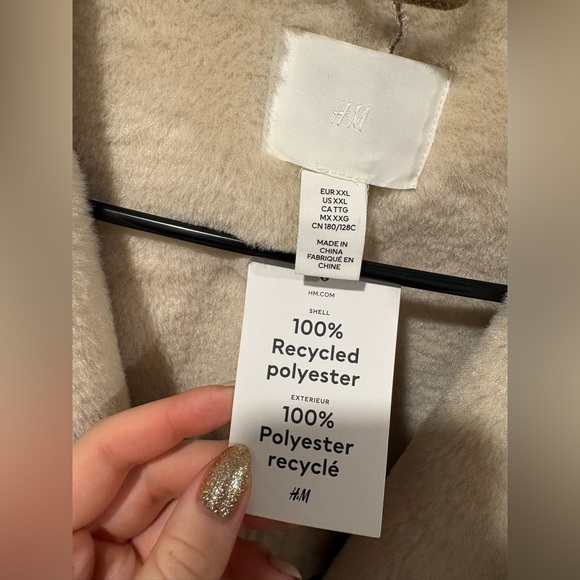 H&M
EUR XXL
US XXL
CA TTG
MX XXG
CN 180/128C
MADE IN
CHINA
FABRIQUÉ EN
CHINE
HM.COM
SHELL
100%
Recycled
polyester
EXTERIEUR
100%
Polyester
recyclé
H&M